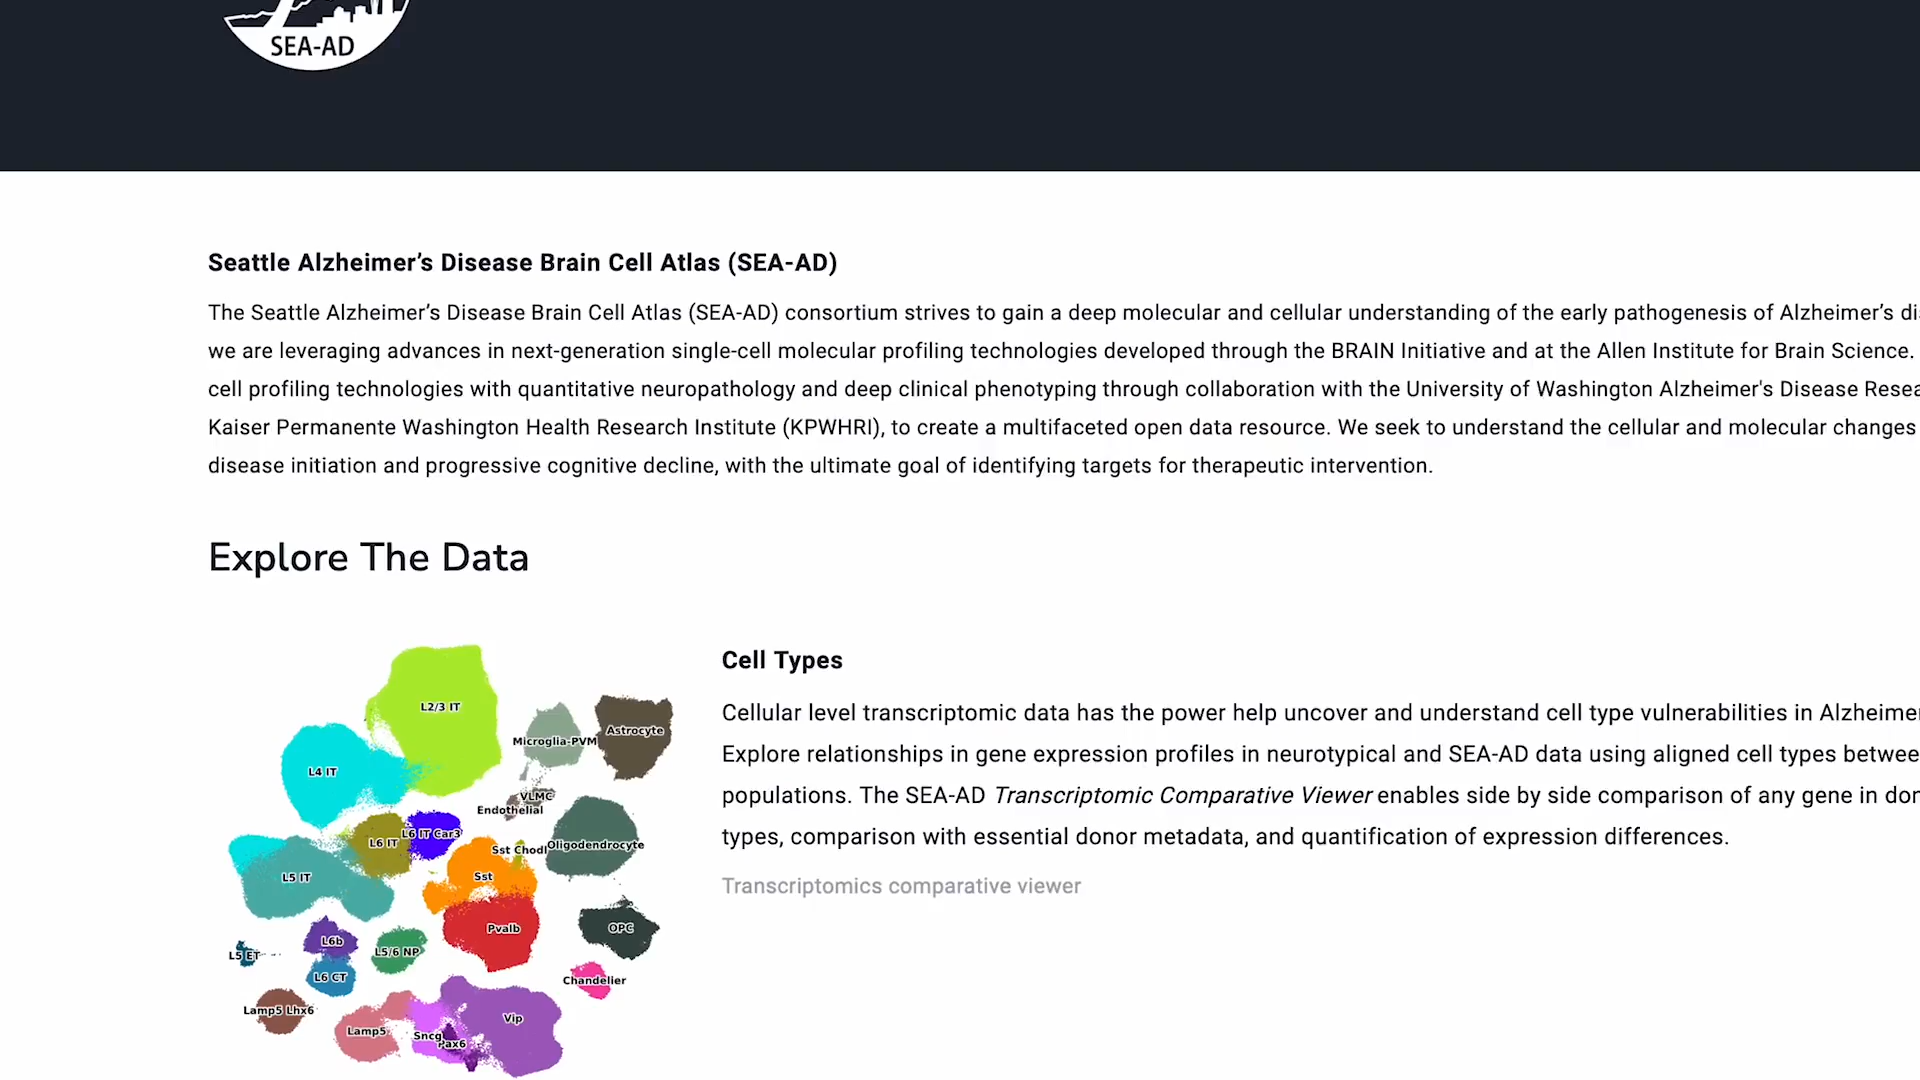 SEA-AD
Seattle Alzheimer’s Disease Brain Cell Atlas (SEA-AD)
The Seattle Alzheimer’s Disease Brain Cell Atlas (SEA-AD) consortium strives to gain a deep molecular and cellular understanding of the early pathogenesis of Alzheimer’s
we are leveraging advances in next-generation single-cell molecular profiling technologies developed through the BRAIN Initiative and at the Allen Institute for Brain Science.
cell profiling technologies with quantitative neuropathology and deep clinical phenotyping through collaboration with the University of Washington Alzheimer's Disease
Kaiser Permanente Washington Health Research Institute (KPWHRI), to create a multifaceted open data resource. We seek to understand the cellular and molecular changes
disease initiation and progressive cognitive decline, with the ultimate goal of identifying targets for therapeutic intervention.
Explore The Data
L2/3 IT
Astrocyte
Microglia-PVM
L4 IT
VLMC
Endothelial
L6 IT Car3
L6 IT
Oligodendrocyte
Sst Chodl
Sst
L5 IT
Pvalb
OPC
L6b
L5/6 NP
L5 ET
L6 CT
Chandelier
Lamp5 Lhx6
Vip
Lamp5
Sncg
Pax6
Cell Types
Cellular level transcriptomic data has the power help uncover and understand cell type vulnerabilities in
Explore relationships in gene expression profiles in neurotypical and SEA-AD data using aligned cell types
populations. The SEA-AD Transcriptomic Comparative Viewer enables side by side comparison of any gene in
types, comparison with essential donor metadata, and quantification of expression differences.
Transcriptomics comparative viewer